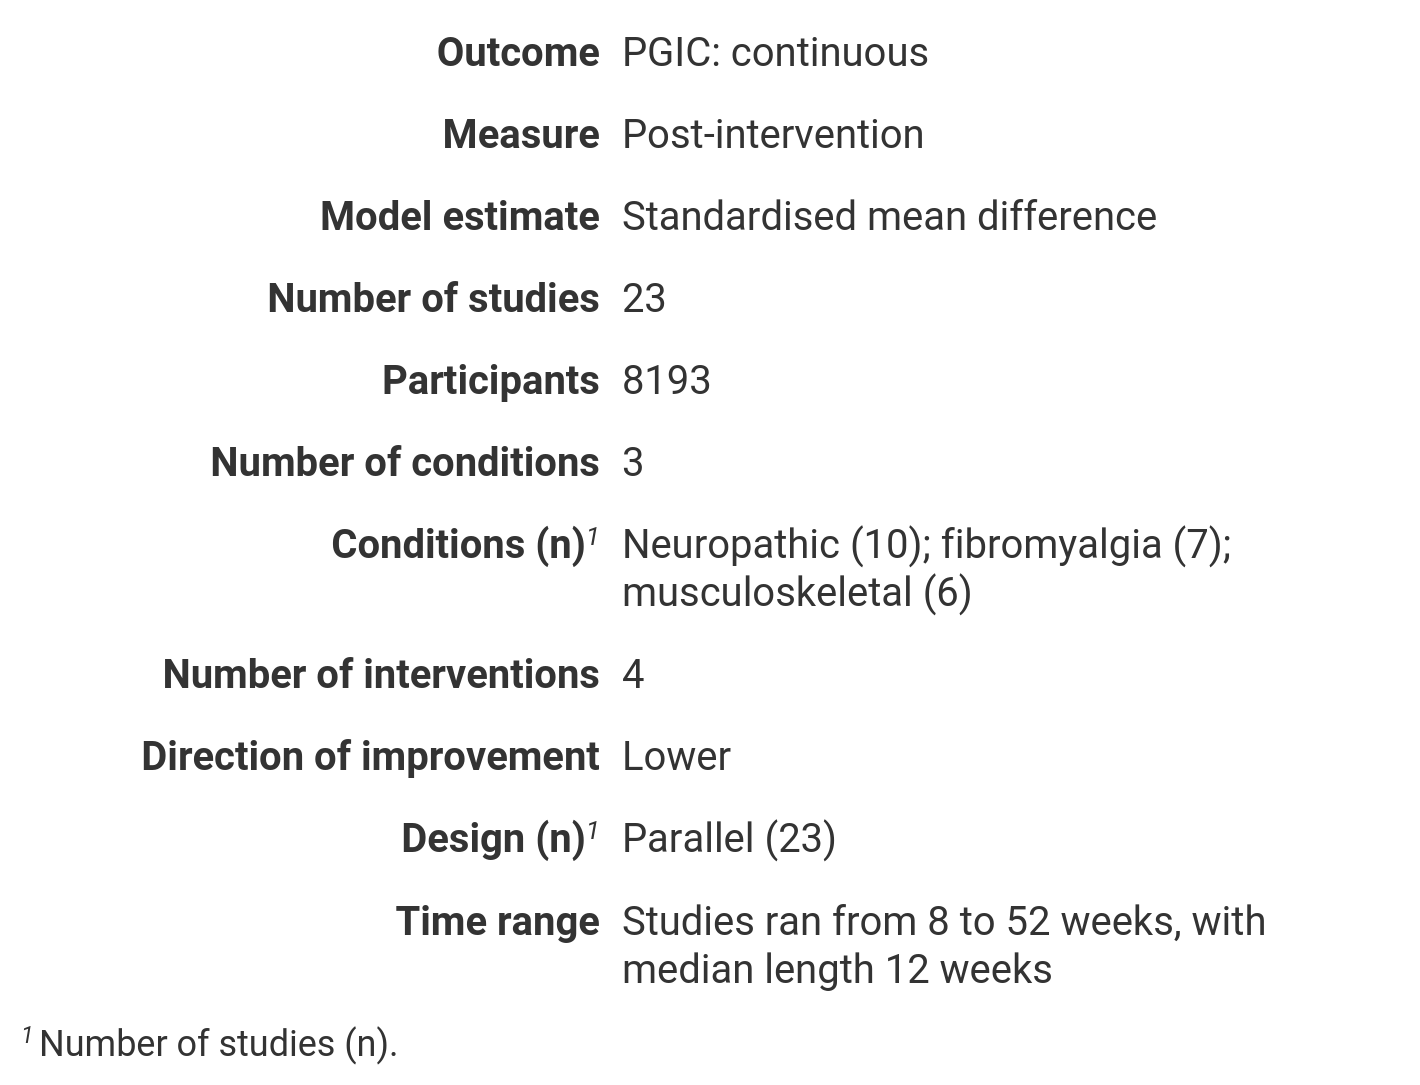 Outcome PGIC: continuous
Measure Post-intervention
Model estimate Standardised mean difference
Number of studies 23
Participants 8193
Number of conditions 3
Conditions (n)1 Neuropathic (10); fibromyalgia (7);
musculoskeletal (6)
Number of interventions 4
Direction of improvement Lower
Design (n)1 Parallel (23)
Time range Studies ran from 8 to 52 weeks, with
median length 12 weeks
1 Number of studies (n).